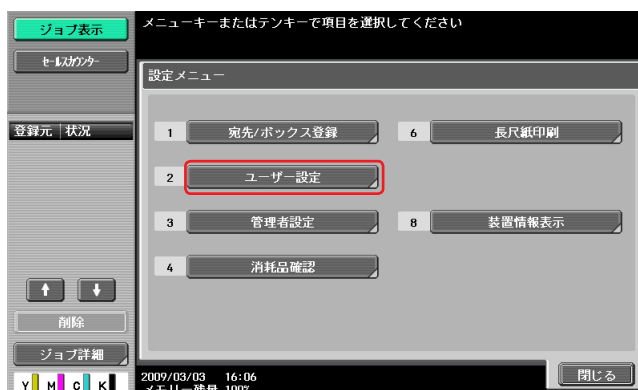 メニューキーまたはテンキーで項目を選択してください
ジョブ表示
セールスカウンター
設定メニュー
登録元 状況
1 宛先/ボックス登録
6 長尺紙印刷
2 ユーザー設定
3 管理者設定
8 装置情報表示
4 消耗品確認
削除
ジョブ詳細
Y M C K
2009/03/03 16:06
メモリー残量 100%
閉じる